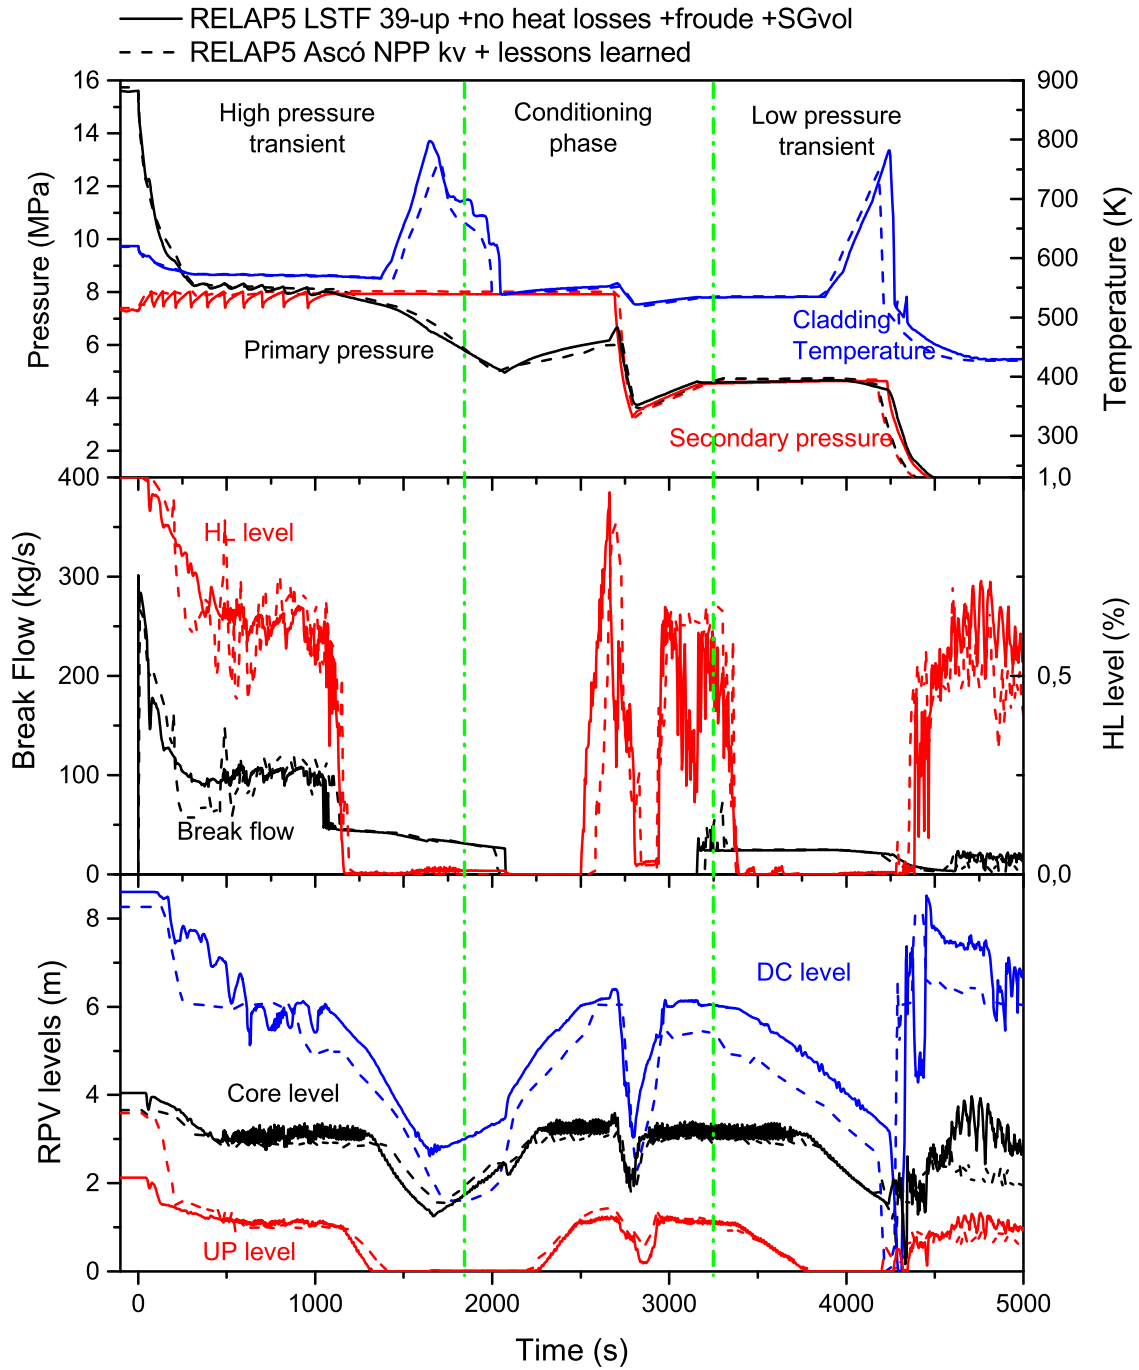 RELAP5 LSTF 39-up +no heat losses +froude +SGvol
RELAP5 Ascó NPP kv + lessons learned
16
14
12
10
8
6
4
2
Pressure (MPa)
900
800
700
600
500
400
300
Temperature (K)
High pressure
transient
Conditioning
phase
Low pressure
transient
Primary pressure
Cladding
Temperature
Secondary pressure
400
300
200
100
0
Break Flow (kg/s)
1,0
0,5
0,0
HL level (%)
HL level
Break flow
8
6
4
2
0
RPV levels (m)
DC level
Core level
UP level
0
1000
2000
3000
4000
5000
Time (s)